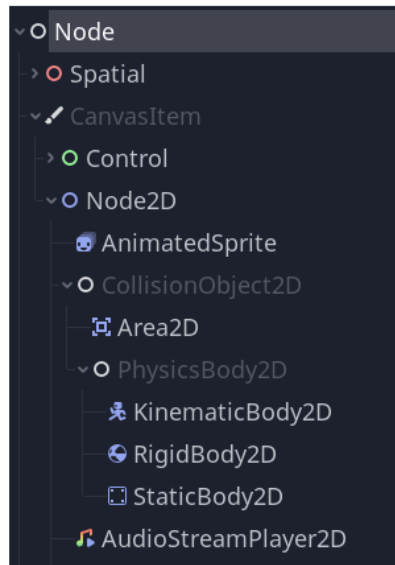 Node
Spatial
CanvasItem
Control
Node2D
AnimatedSprite
CollisionObject2D
Area2D
PhysicsBody2D
KinematicBody2D
RigidBody2D
StaticBody2D
AudioStreamPlayer2D